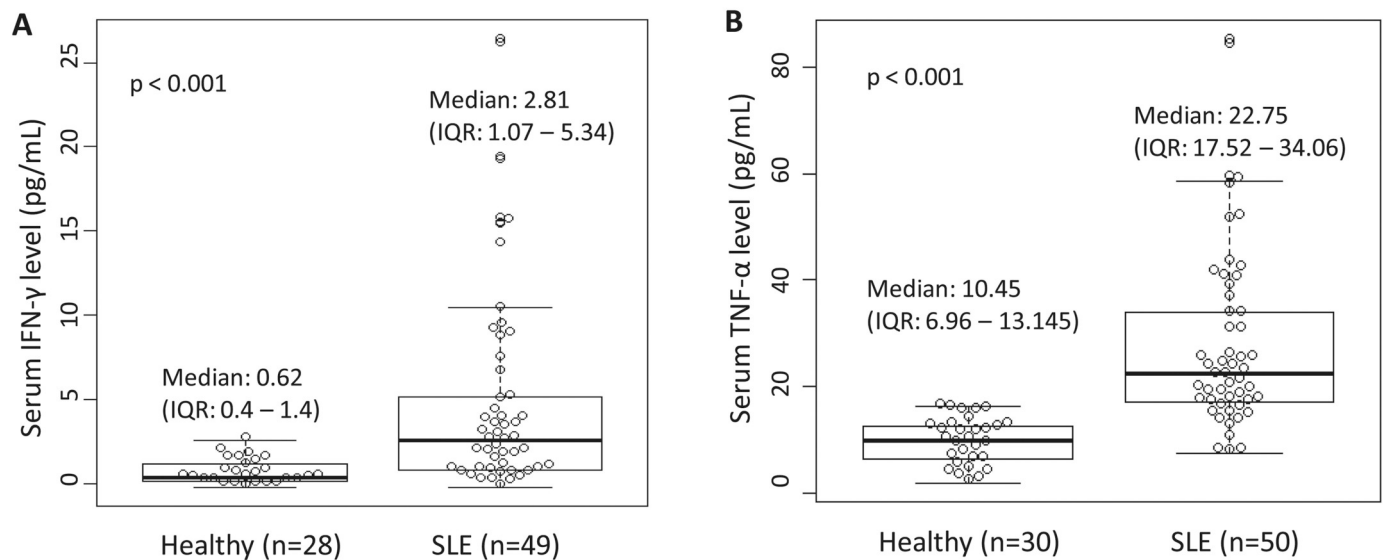 A
Serum IFN-γ level (pg/mL)
25
20
15
10
5
0
p < 0.001
Median: 2.81
(IQR: 1.07 – 5.34)
Median: 0.62
(IQR: 0.4 – 1.4)
Healthy (n=28)
SLE (n=49)
B
Serum TNF-α level (pg/mL)
80
60
40
20
0
p < 0.001
Median: 22.75
(IQR: 17.52 – 34.06)
Median: 10.45
(IQR: 6.96 – 13.145)
Healthy (n=30)
SLE (n=50)